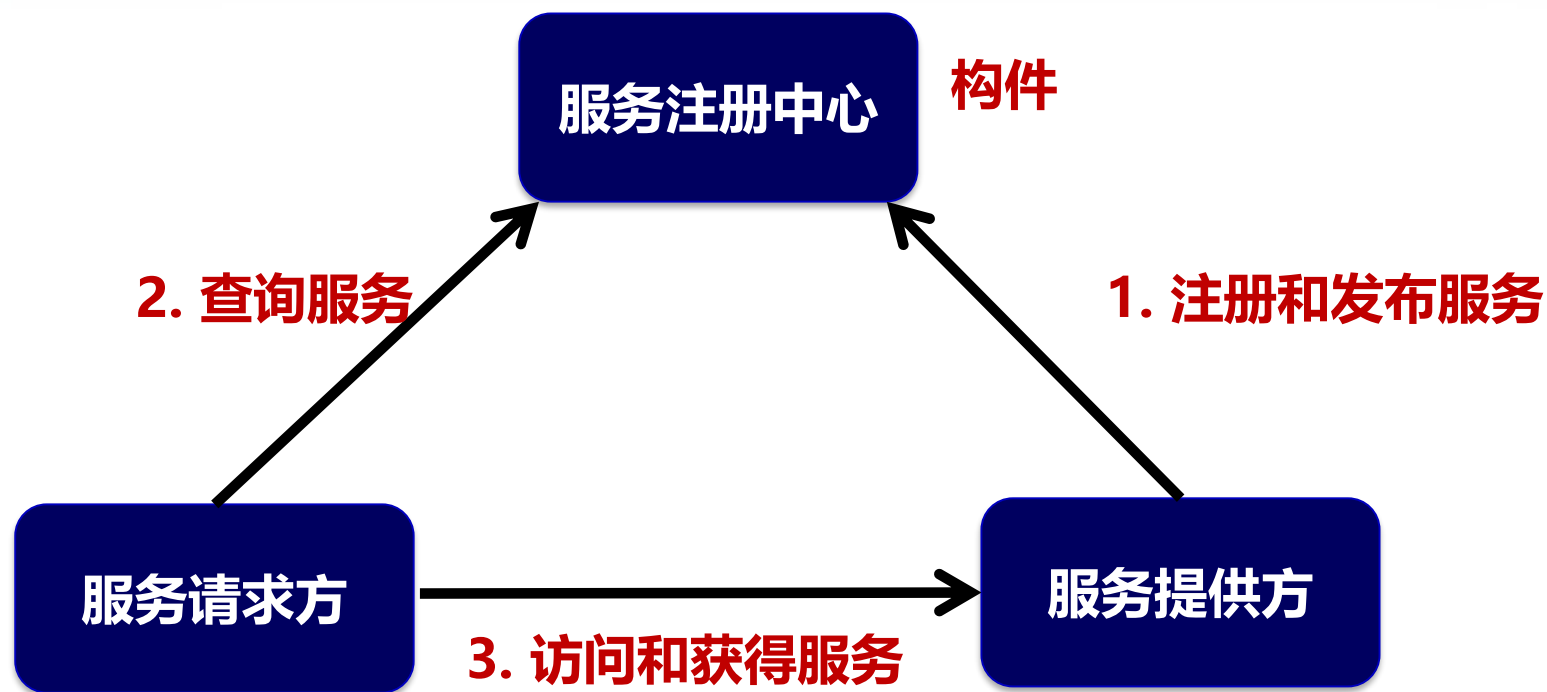 服务注册中心
构件
2. 查询服务
1. 注册和发布服务
服务请求方
服务提供方
3. 访问和获得服务